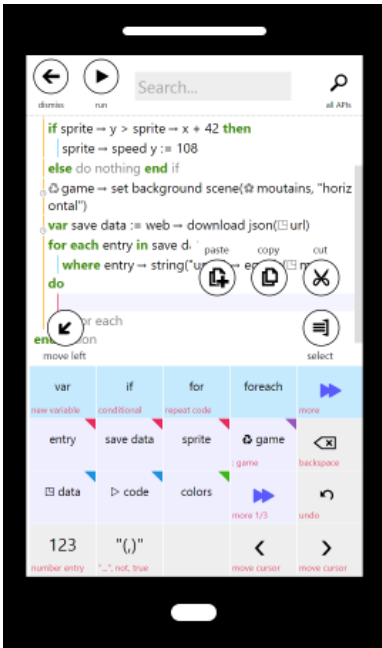 Search...
dismiss run all APIs
if sprite → y > sprite → x + 42 then
sprite → speed y := 108
else do nothing end if
game → set background scene( moutains, "horiz
ontal")
var save data := web → download json( url)
for each entry in save d
paste copy cut
where entry → string("u
do
or each
move left select
var if for foreach
new variable conditional repeat code more
entry save data sprite game
: game backspace
data code colors
more 1/3 undo
123 "(,)"
number entry "_", not, true move cursor move cursor